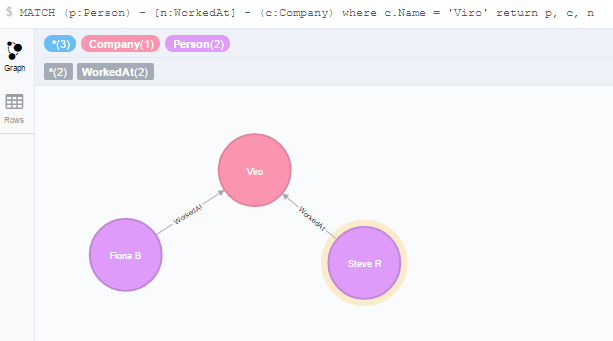 $ MATCH (p:Person) - [n:WorkedAt] - (c:Company) where c.Name = 'Viro' return p, c, n
*(3) Company(1) Person(2)
Graph
*(2) WorkedAt(2)
Rows
Viro
WorkedAt
WorkedAt
Fiona B
Steve R